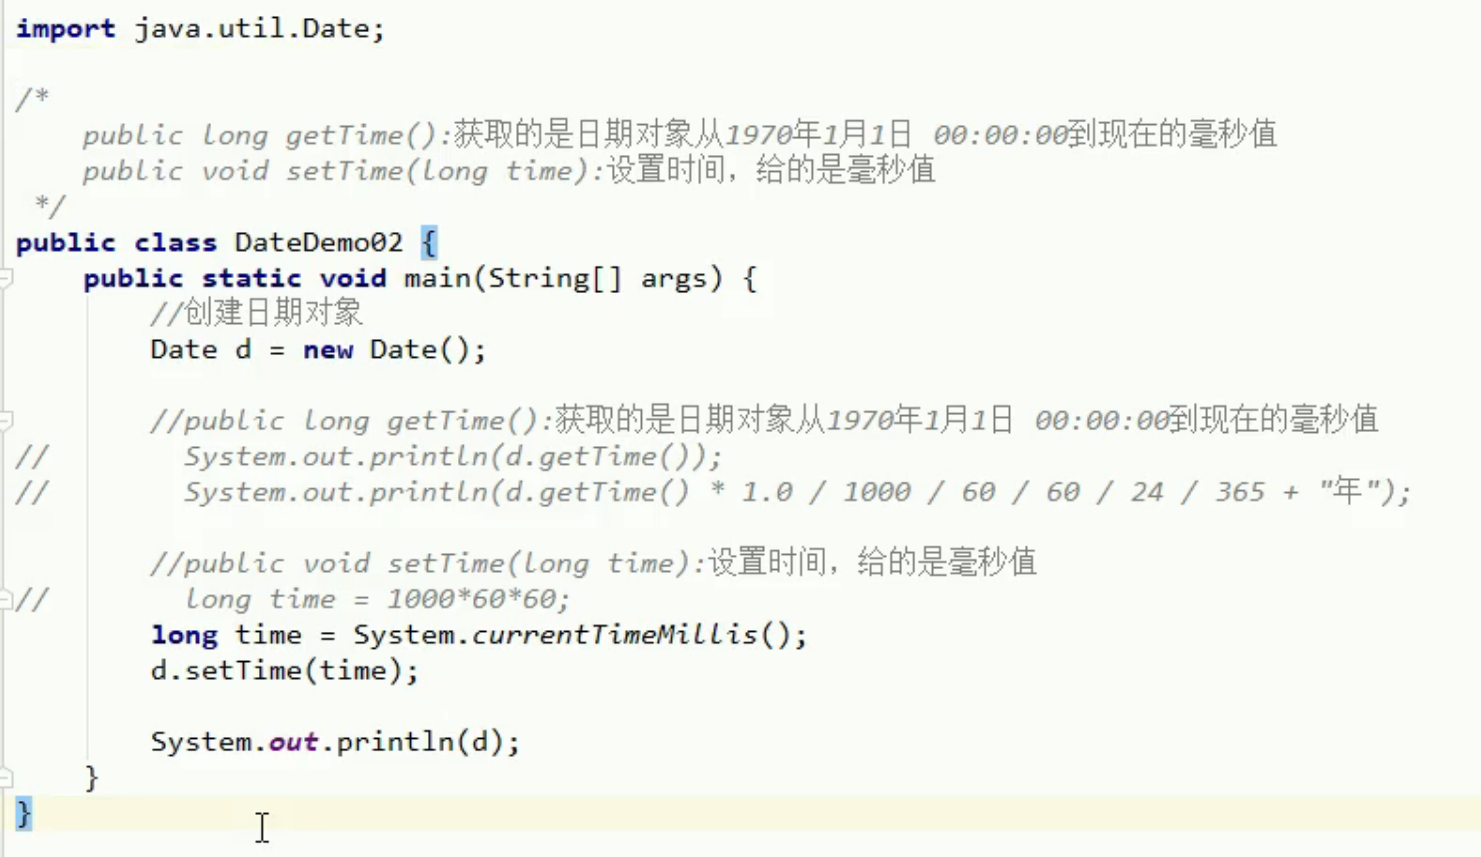 import java.util.Date;
/*
public long getTime():获取的是日期对象从1970年1月1日 00:00:00到现在的毫秒值
public void setTime(long time):设置时间，给的是毫秒值
*/
public class DateDemo02 {
public static void main(String[] args) {
//创建日期对象
Date d = new Date();
//public long getTime():获取的是日期对象从1970年1月1日 00:00:00到现在的毫秒值
// System.out.println(d.getTime());
// System.out.println(d.getTime() * 1.0 / 1000 / 60 / 60 / 24 / 365 + "年");
//public void setTime(long time):设置时间，给的是毫秒值
// long time = 1000*60*60;
long time = System.currentTimeMillis();
d.setTime(time);
System.out.println(d);
}
}